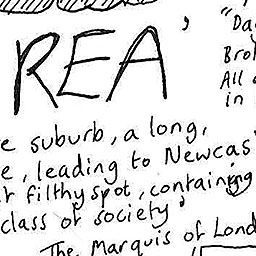 REA'
"Da
Bro
All
in
e suburb, a long,
e, leading to Newcas
t filthy spot, containing
class of society'
The Marquis of Lond